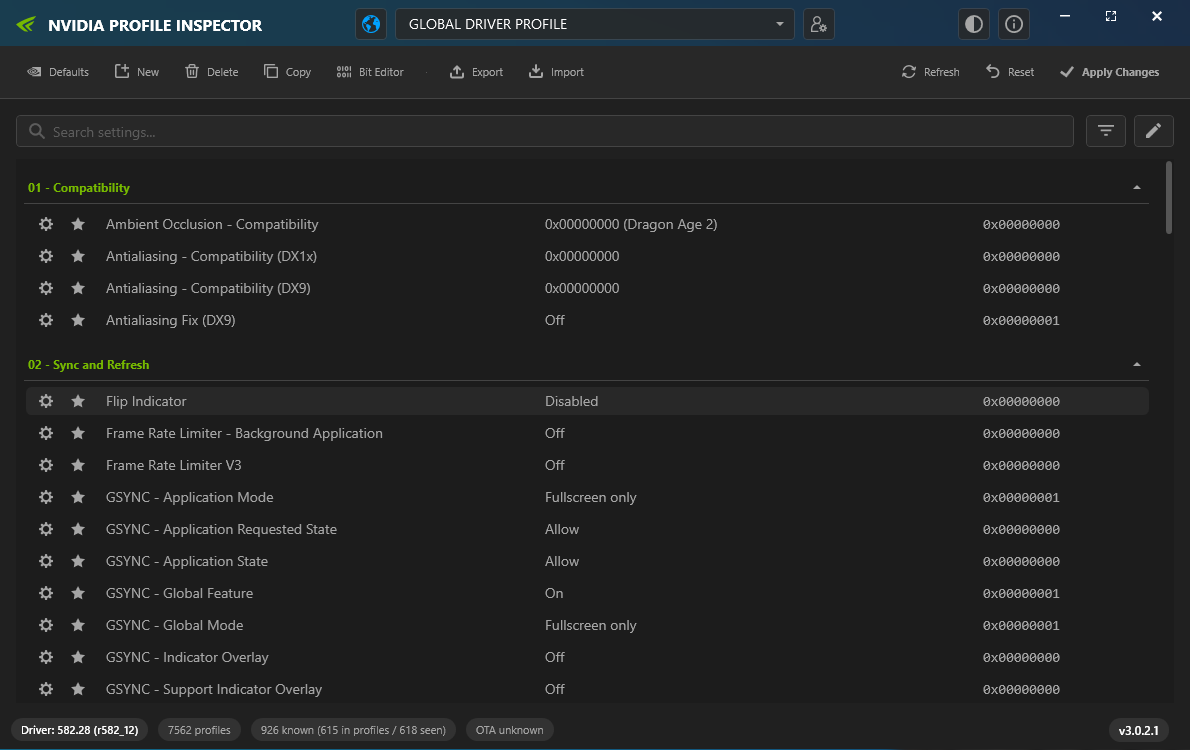 NVIDIA PROFILE INSPECTOR GLOBAL DRIVER PROFILE
Defaults New Delete Copy Bit Editor Export Import Refresh Reset Apply Changes
Search settings...
01 - Compatibility
Ambient Occlusion - Compatibility 0x00000000 (Dragon Age 2) 0x00000000
Antialiasing - Compatibility (DX1x) 0x00000000 0x00000000
Antialiasing - Compatibility (DX9) 0x00000000 0x00000000
Antialiasing Fix (DX9) Off 0x00000001
02 - Sync and Refresh
Flip Indicator Disabled 0x00000000
Frame Rate Limiter - Background Application Off 0x00000000
Frame Rate Limiter V3 Off 0x00000000
GSYNC - Application Mode Fullscreen only 0x00000001
GSYNC - Application Requested State Allow 0x00000000
GSYNC - Application State Allow 0x00000000
GSYNC - Global Feature On 0x00000001
GSYNC - Global Mode Fullscreen only 0x00000001
GSYNC - Indicator Overlay Off 0x00000000
GSYNC - Support Indicator Overlay Off 0x00000000
Driver: 582.28 (r582_12) 7562 profiles 926 known (615 in profiles / 618 seen) OTA unknown v3.0.2.1